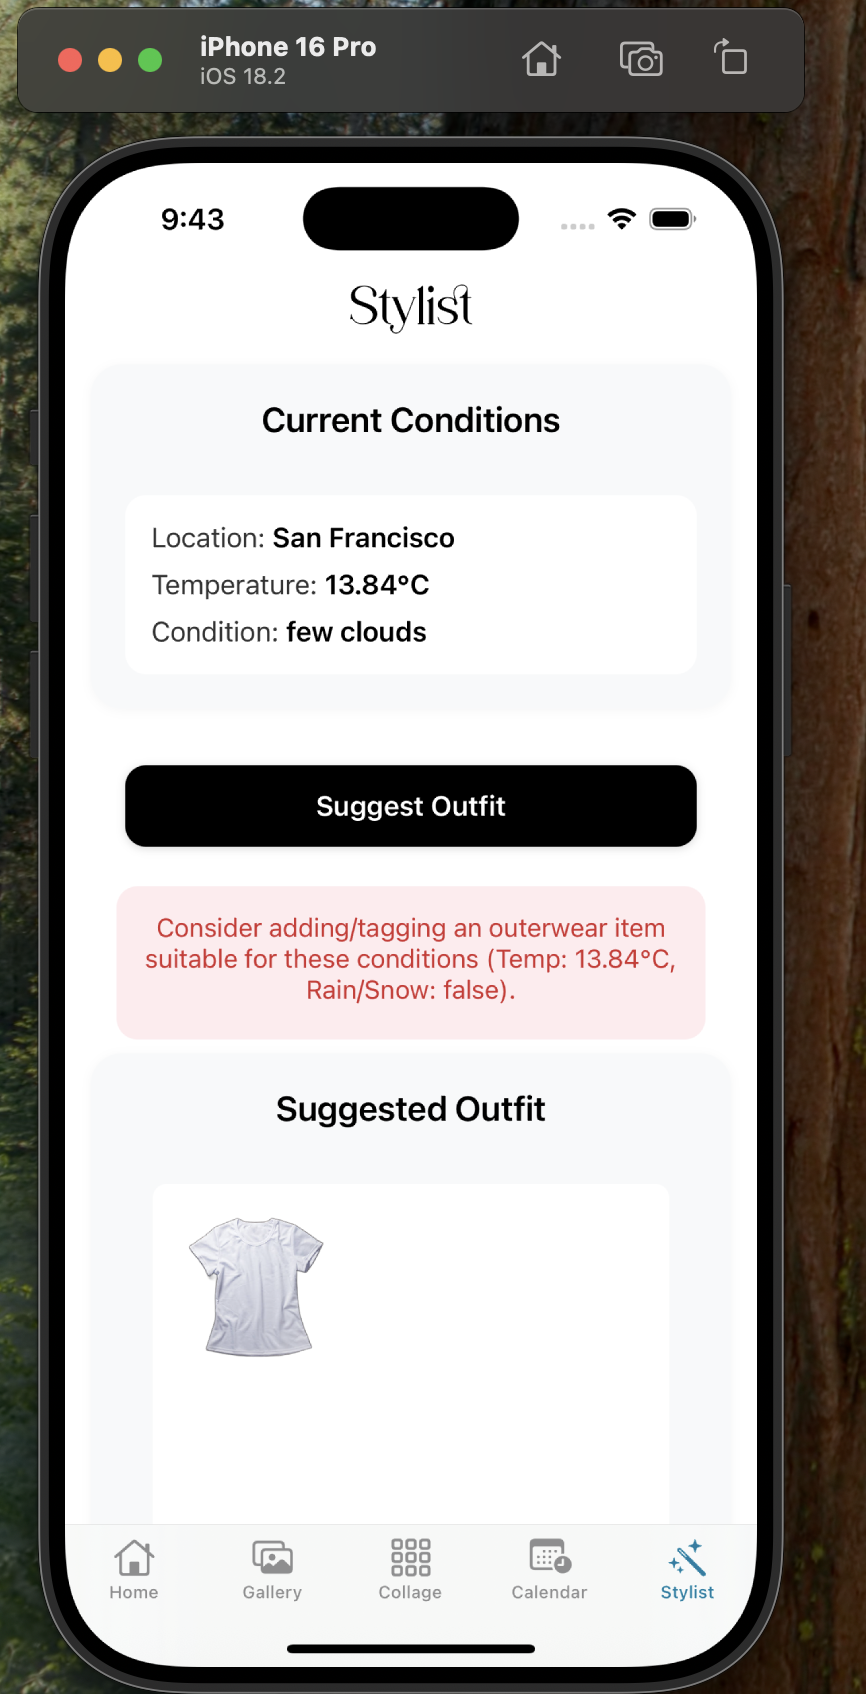 iPhone 16 Pro
iOS 18.2
9:43
Stylist
Current Conditions
Location: San Francisco
Temperature: 13.84°C
Condition: few clouds
Suggest Outfit
Consider adding/tagging an outerwear item
suitable for these conditions (Temp: 13.84°C,
Rain/Snow: false).
Suggested Outfit
Home
Gallery
Collage
Calendar
Stylist